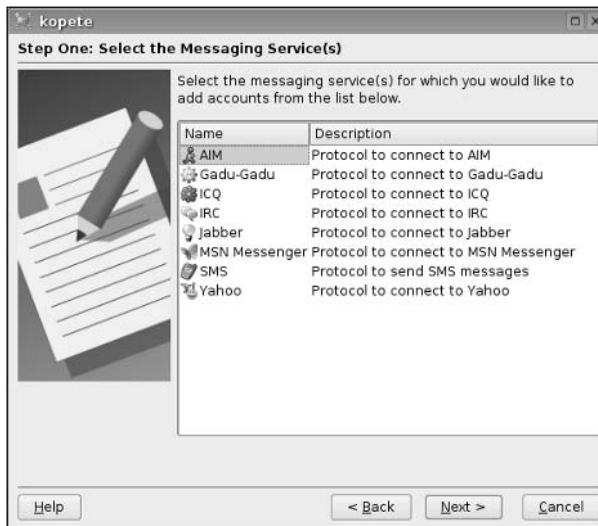 kopete
Step One: Select the Messaging Service(s)
Select the messaging service(s) for which you would like to
add accounts from the list below.
Name Description
AIM Protocol to connect to AIM
Gadu-Gadu Protocol to connect to Gadu-Gadu
ICQ Protocol to connect to ICQ
IRC Protocol to connect to IRC
Jabber Protocol to connect to Jabber
MSN Messenger Protocol to connect to MSN Messenger
SMS Protocol to send SMS messages
Yahoo Protocol to connect to Yahoo
Help < Back Next > Cancel